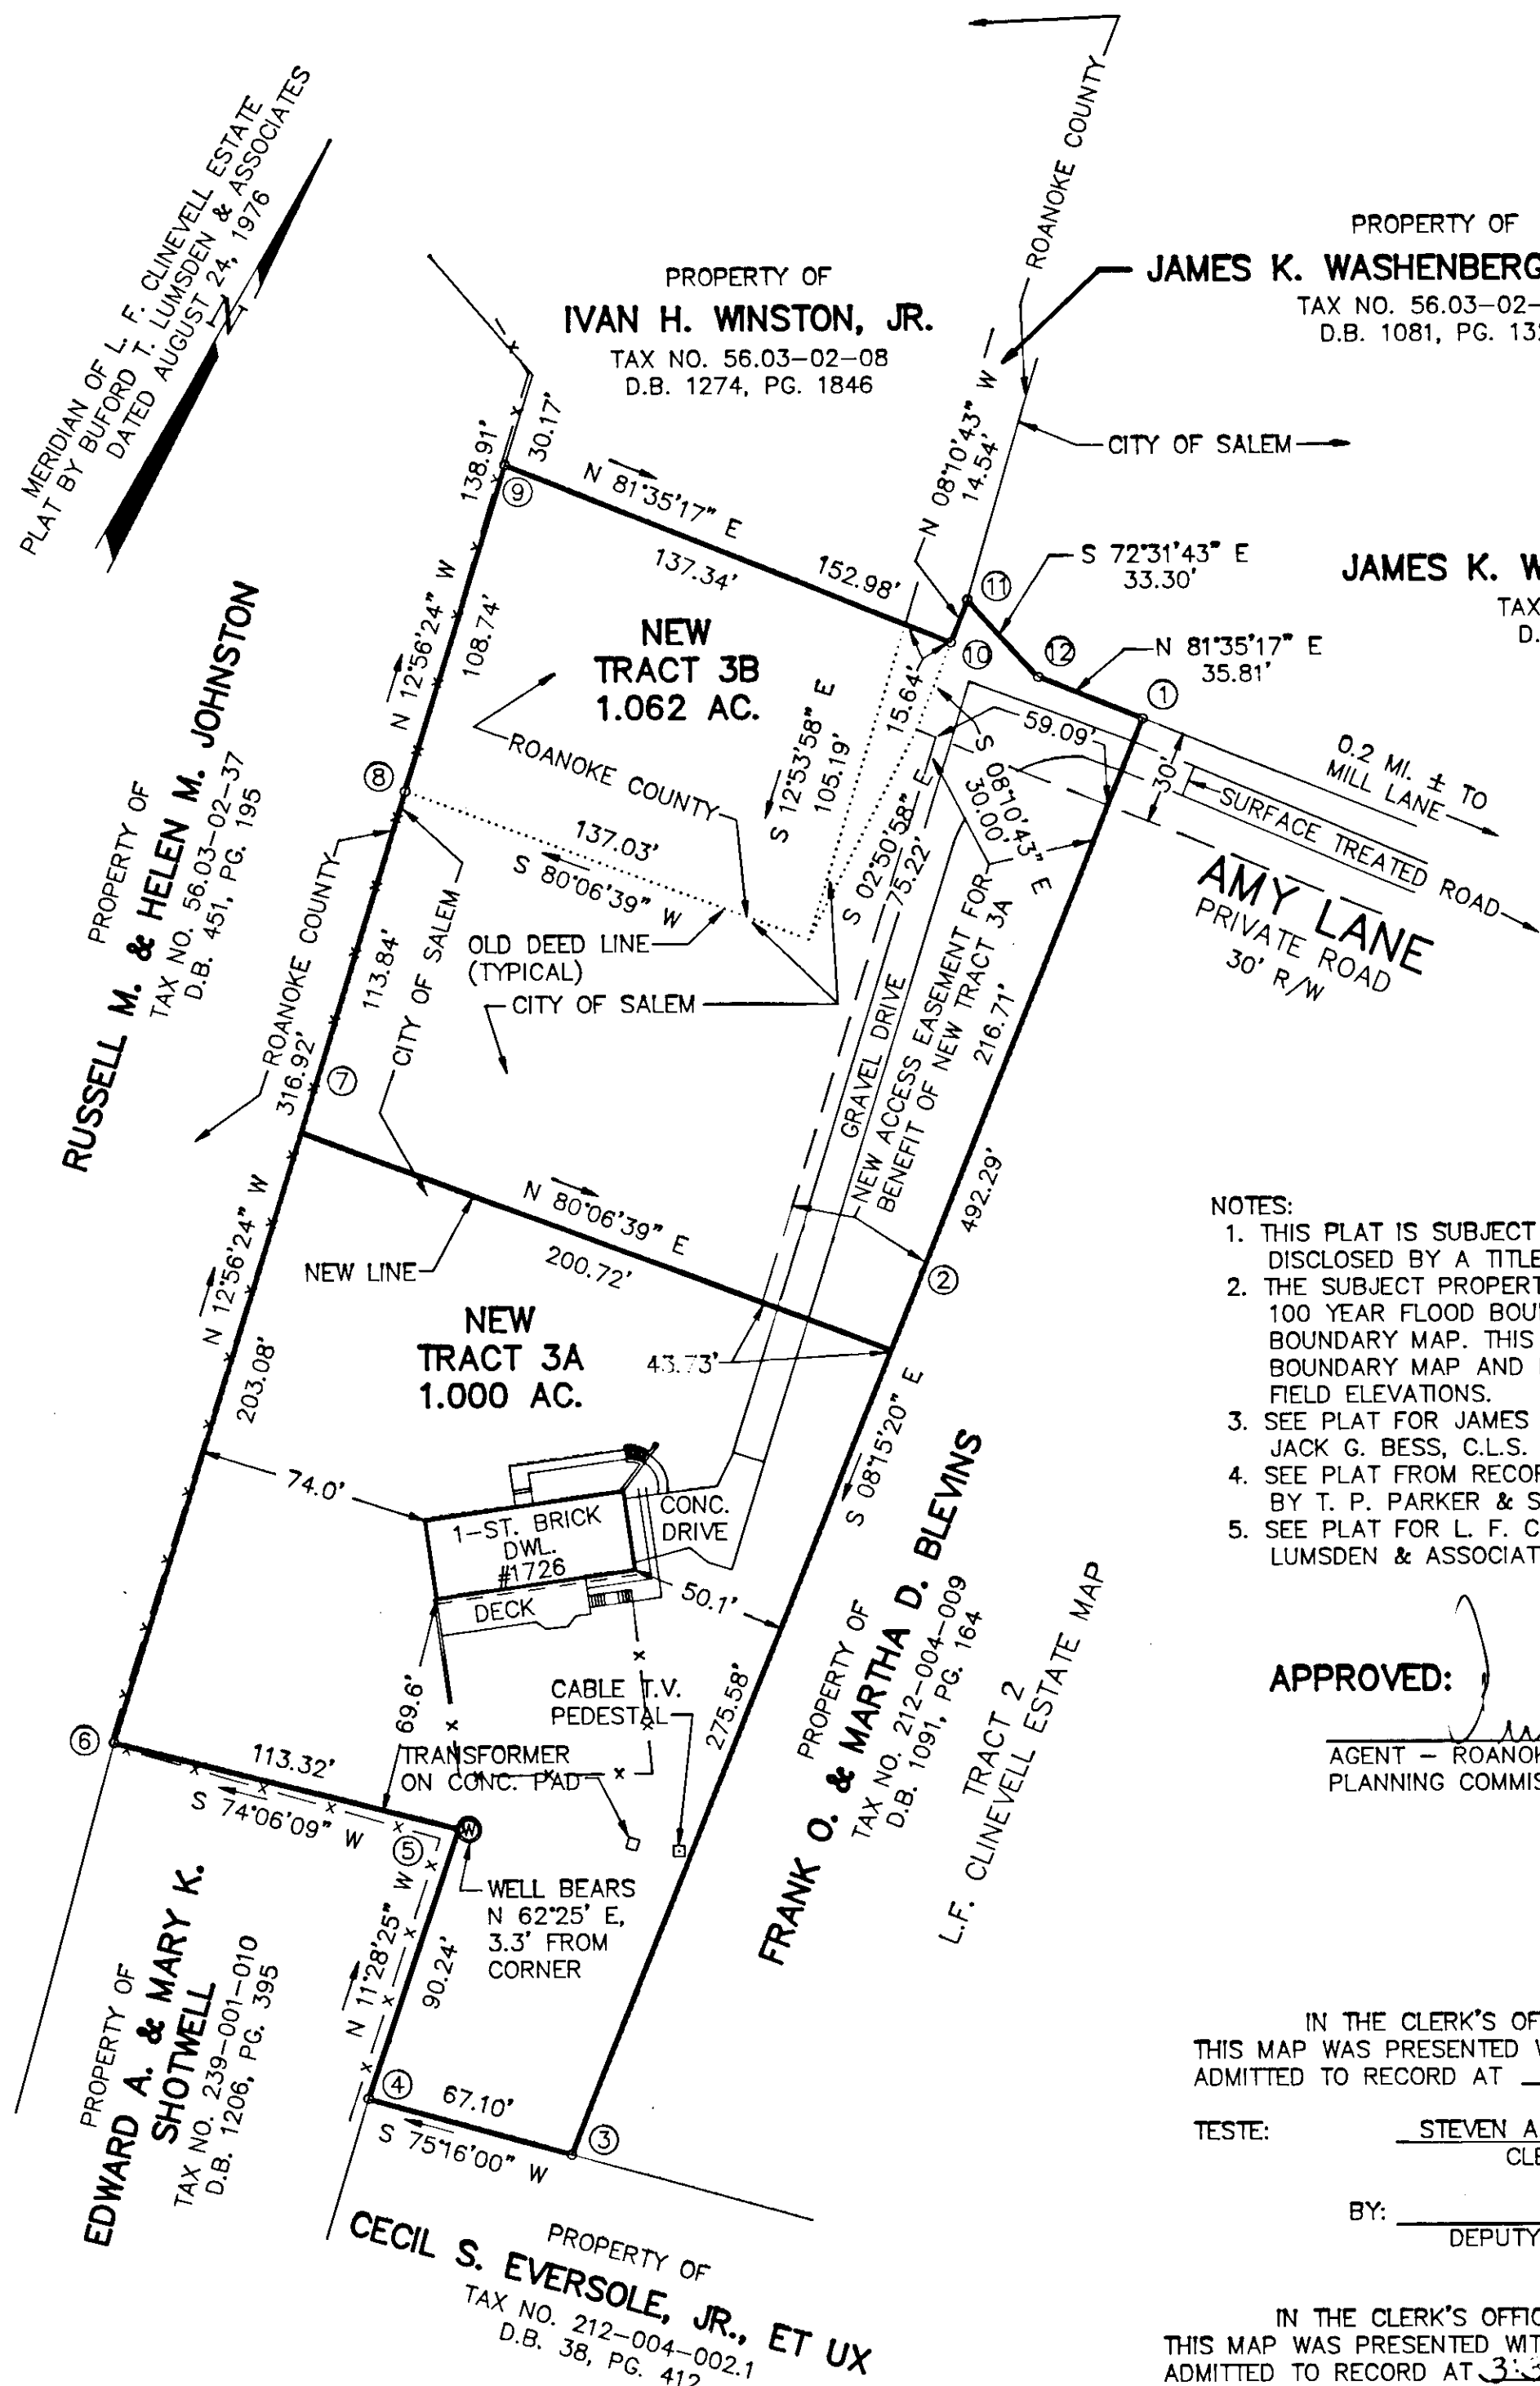 MERIDIAN OF L. F. CLINEVELL ESTATE
PLAT BY BUFORD T. LUMSDEN & ASSOCIATES
DATED AUGUST 24, 1976
N
ROANOKE COUNTY
PROPERTY OF
IVAN H. WINSTON, JR.
TAX NO. 56.03-02-08
D.B. 1274, PG. 1846
PROPERTY OF
JAMES K. WASHENBERG
TAX NO. 56.03-02-
D.B. 1081, PG. 13
CITY OF SALEM
JAMES K. W
TAX
D.
138.91'
30.17'
9
N 81°35'17" E
137.34'
152.98'
N 08°10'43" W
14.54'
11
S 72°31'43" E
33.30'
10
12
N 81°35'17" E
35.81'
1
NEW
TRACT 3B
1.062 AC.
N 12°56'24" W
108.74'
8
ROANOKE COUNTY
S 12°53'58" E
105.19'
15.64'
59.09'
S 08°10'43" E
30.00'
30'
0.2 MI. ± TO
MILL LANE
SURFACE TREATED ROAD
AMY LANE
PRIVATE ROAD
30' R/W
137.03'
S 80°06'39" W
S 02°50'58" E
75.22'
OLD DEED LINE
(TYPICAL)
CITY OF SALEM
PROPERTY OF
RUSSELL M. & HELEN M. JOHNSTON
TAX NO. 56.03-02-37
D.B. 451, PG. 195
ROANOKE COUNTY
CITY OF SALEM
113.84'
316.92'
7
GRAVEL DRIVE
NEW ACCESS EASEMENT FOR
BENEFIT OF NEW TRACT 3A
216.71'
492.29'
2
N 80°06'39" E
200.72'
NEW LINE
N 12°56'24" W
203.08'
NEW
TRACT 3A
1.000 AC.
43.73'
S 08°15'20" E
74.0'
1-ST. BRICK
DWL.
#1726
DECK
CONC.
DRIVE
50.1'
69.6'
CABLE T.V.
PEDESTAL
TRANSFORMER
ON CONC. PAD
275.58'
6
113.32'
S 74°06'09" W
5
W
WELL BEARS
N 62°25' E,
3.3' FROM
CORNER
N 11°28'25" W
90.24'
4
67.10'
S 75°16'00" W
3
PROPERTY OF
FRANK O. & MARTHA D. BLEVINS
TAX NO. 212-004-009
D.B. 1091, PG. 164
TRACT 2
L.F. CLINEVELL ESTATE MAP
PROPERTY OF
EDWARD A. & MARY K.
SHOTWELL
TAX NO. 239-001-010
D.B. 1206, PG. 395
PROPERTY OF
CECIL S. EVERSOLE, JR., ET UX
TAX NO. 212-004-002.1
D.B. 38, PG. 412
NOTES:
1. THIS PLAT IS SUBJECT
DISCLOSED BY A TITLE
2. THE SUBJECT PROPERT
100 YEAR FLOOD BOU
BOUNDARY MAP. THIS
BOUNDARY MAP AND
FIELD ELEVATIONS.
3. SEE PLAT FOR JAMES
JACK G. BESS, C.L.S.
4. SEE PLAT FROM RECOR
BY T. P. PARKER & S
5. SEE PLAT FOR L. F. C
LUMSDEN & ASSOCIAT
APPROVED:
AGENT - ROANOK
PLANNING COMMIS
IN THE CLERK'S OF
THIS MAP WAS PRESENTED W
ADMITTED TO RECORD AT
TESTE: STEVEN A
CLE
BY:
DEPUTY
IN THE CLERK'S OFFIC
THIS MAP WAS PRESENTED WIT
ADMITTED TO RECORD AT 3:3